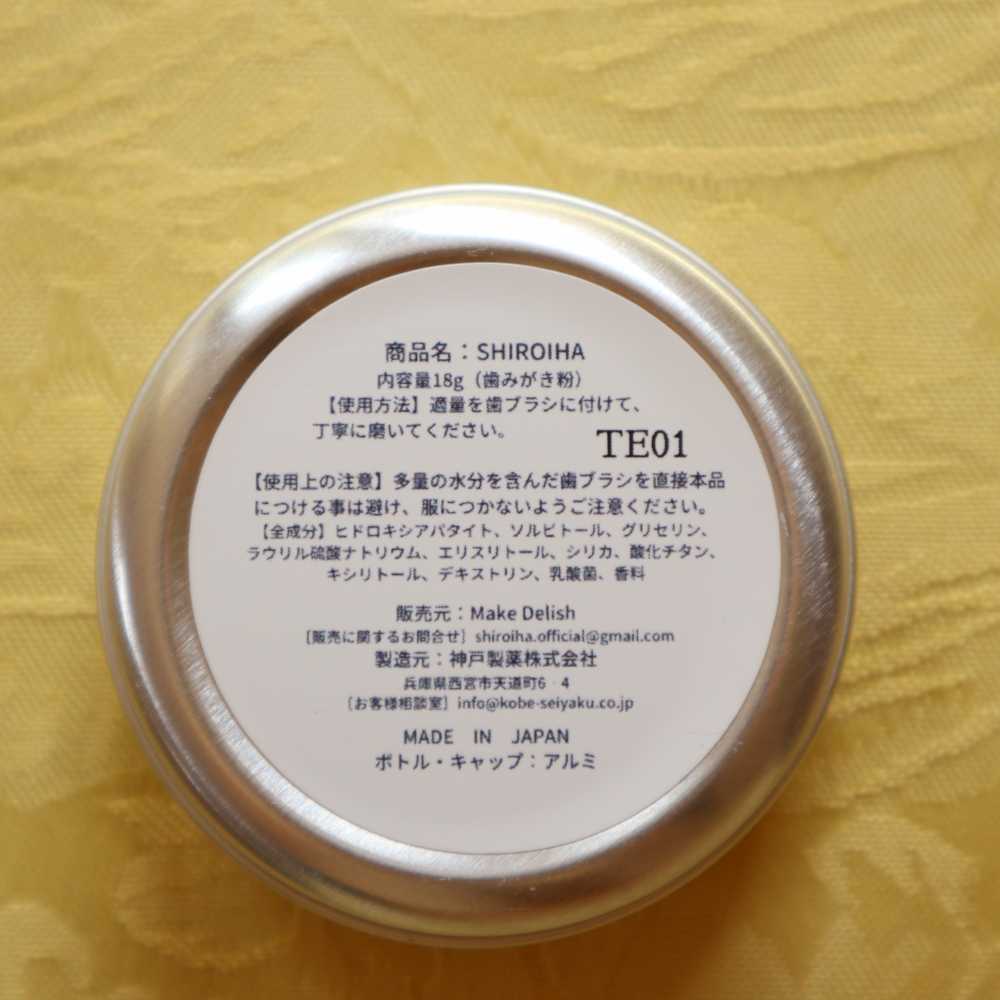 商品名：SHIROIHA
内容量18g（歯みがき粉）
【使用方法】適量を歯ブラシに付けて、
丁寧に磨いてください。
TE01
【使用上の注意】多量の水分を含んだ歯ブラシを直接本品
につける事は避け、服につかないようご注意ください。
【全成分】ヒドロキシアパタイト、ソルビトール、グリセリン、
ラウリル硫酸ナトリウム、エリスリトール、シリカ、酸化チタン、
キシリトール、デキストリン、乳酸菌、香料
販売元：Make Delish
［販売に関するお問合せ］shiroiha.official@gmail.com
製造元：神戸製薬株式会社
兵庫県西宮市天道町6‐4
［お客様相談室］info@kobe-seiyaku.co.jp
MADE IN JAPAN
ボトル・キャップ：アルミ